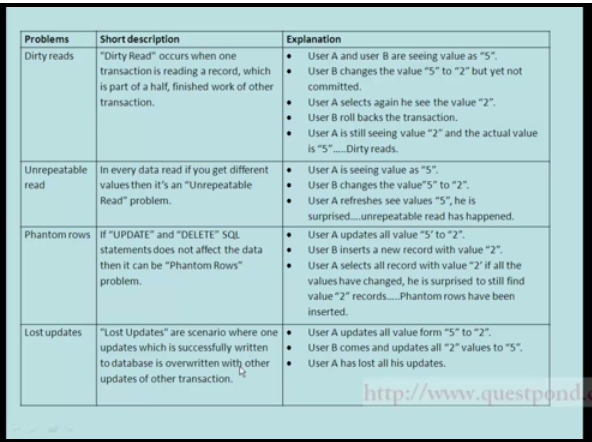 Problems Short description Explanation
Dirty reads "Dirty Read" occurs when one • User A and user B are seeing value as "5".
transaction is reading a record, which • User B changes the value "5" to "2" but yet not
is part of a half, finished work of other committed.
transaction. • User A selects again he see the value "2".
• User B roll backs the transaction.
• User A is still seeing value "2" and the actual value
is "5".....Dirty reads.
Unrepeatable In every data read if you get different • User A is seeing value as "5".
read values then it's an "Unrepeatable • User B changes the value"5" to "2".
Read" problem. • User A refreshes see values "5", he is
surprised....unrepeatable read has happened.
Phantom rows If "UPDATE" and "DELETE" SQL • User A updates all value "5' to "2".
statements does not affect the data • User B inserts a new record with value "2".
then it can be "Phantom Rows" • User A selects all record with value "2' if all the
problem. values have changed, he is surprised to still find
value "2" records.....Phantom rows have been
inserted.
Lost updates "Lost Updates" are scenario where one • User A updates all value form "5" to "2".
updates which is successfully written • User B comes and updates all "2" values to "5".
to database is overwritten with other • User A has lost all his updates.
updates of other transaction.
http://www.questpond.c